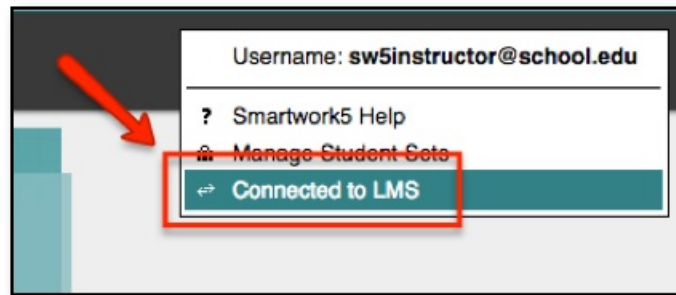 Username: sw5instructor@school.edu
? Smartwork5 Help
Manage Student Sets
Connected to LMS